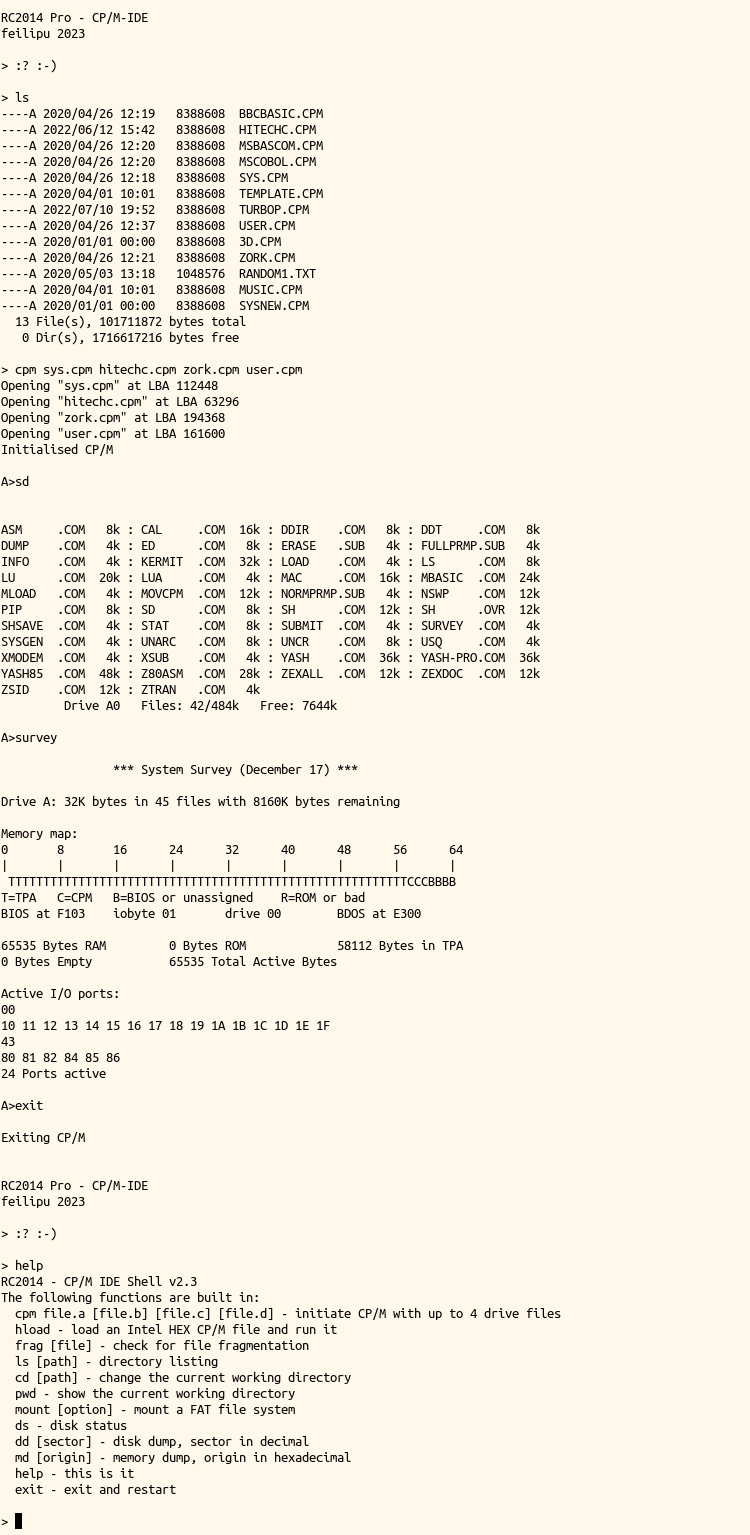 RC2014 Pro - CP/M-IDE
feilipu 2023
> :? :-)
> ls
----A 2020/04/26 12:19   8388608  BBCBASIC.CPM
----A 2022/06/12 15:42   8388608  HITECHC.CPM
----A 2020/04/26 12:20   8388608  MSBASCOM.CPM
----A 2020/04/26 12:20   8388608  MSCOBOL.CPM
----A 2020/04/26 12:18   8388608  SYS.CPM
----A 2020/04/01 10:01   8388608  TEMPLATE.CPM
----A 2022/07/10 19:52   8388608  TURBOP.CPM
----A 2020/04/26 12:37   8388608  USER.CPM
----A 2020/01/01 00:00   8388608  3D.CPM
----A 2020/04/26 12:21   8388608  ZORK.CPM
----A 2020/05/03 13:18   1048576  RANDOM1.TXT
----A 2020/04/01 10:01   8388608  MUSIC.CPM
----A 2020/01/01 00:00   8388608  SYSNEW.CPM
  13 File(s), 101711872 bytes total
   0 Dir(s), 1716617216 bytes free
> cpm sys.cpm hitechc.cpm zork.cpm user.cpm
Opening "sys.cpm" at LBA 112448
Opening "hitechc.cpm" at LBA 63296
Opening "zork.cpm" at LBA 194368
Opening "user.cpm" at LBA 161600
Initialised CP/M
A>sd
ASM     .COM   8k : CAL     .COM  16k : DDIR    .COM   8k : DDT     .COM   8k
DUMP    .COM   4k : ED      .COM   8k : ERASE   .SUB   4k : FULLPRMP.SUB   4k
INFO    .COM   4k : KERMIT  .COM  32k : LOAD    .COM   4k : LS      .COM   8k
LU      .COM  20k : LUA     .COM   4k : MAC     .COM  16k : MBASIC  .COM  24k
MLOAD   .COM   4k : MOVCPM  .COM  12k : NORMPRMP.SUB   4k : NSWP    .COM  12k
PIP     .COM   8k : SD      .COM   8k : SH      .COM  12k : SH      .OVR  12k
SHSAVE  .COM   4k : STAT    .COM   8k : SUBMIT  .COM   4k : SURVEY  .COM   4k
SYSGEN  .COM   4k : UNARC   .COM   8k : UNCR    .COM   8k : USQ     .COM   4k
XMODEM  .COM   4k : XSUB    .COM   4k : YASH    .COM  36k : YASH-PRO.COM  36k
YASH85  .COM  48k : Z80ASM  .COM  28k : ZEXALL  .COM  12k : ZEXDOC  .COM  12k
ZSID    .COM  12k : ZTRAN   .COM   4k
         Drive A0   Files: 42/484k   Free: 7644k
A>survey
                *** System Survey (December 17) ***
Drive A: 32K bytes in 45 files with 8160K bytes remaining
Memory map:
0       8       16      24      32      40      48      56      64
|       |       |       |       |       |       |       |       |
 TTTTTTTTTTTTTTTTTTTTTTTTTTTTTTTTTTTTTTTTTTTTTTTTTTTTTTTTTCCCBBBB
T=TPA   C=CPM   B=BIOS or unassigned    R=ROM or bad
BIOS at F103    iobyte 01       drive 00        BDOS at E300
65535 Bytes RAM         0 Bytes ROM             58112 Bytes in TPA
0 Bytes Empty           65535 Total Active Bytes
Active I/O ports:
00
10 11 12 13 14 15 16 17 18 19 1A 1B 1C 1D 1E 1F
43
80 81 82 84 85 86
24 Ports active
A>exit
Exiting CP/M
RC2014 Pro - CP/M-IDE
feilipu 2023
> :? :-)
> help
RC2014 - CP/M IDE Shell v2.3
The following functions are built in:
  cpm file.a [file.b] [file.c] [file.d] - initiate CP/M with up to 4 drive files
  hload - load an Intel HEX CP/M file and run it
  frag [file] - check for file fragmentation
  ls [path] - directory listing
  cd [path] - change the current working directory
  pwd - show the current working directory
  mount [option] - mount a FAT file system
  ds - disk status
  dd [sector] - disk dump, sector in decimal
  md [origin] - memory dump, origin in hexadecimal
  help - this is it
  exit - exit and restart
>